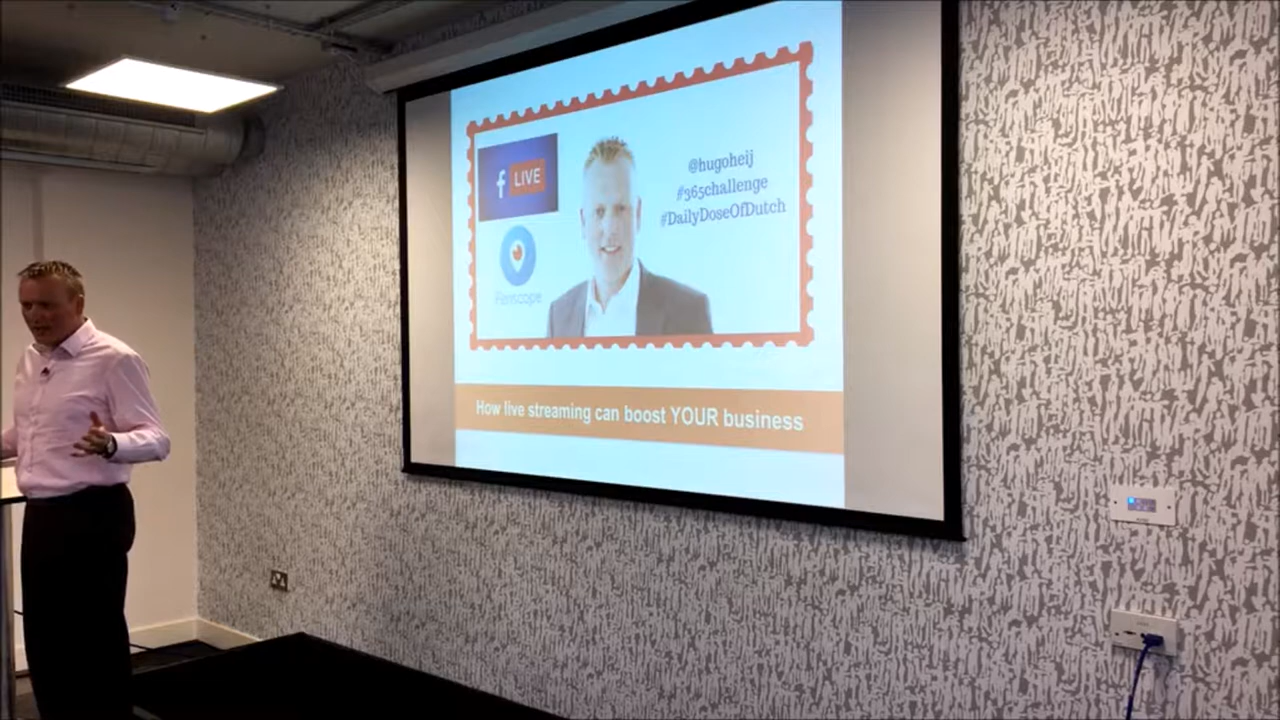 f LIVE
Periscope
@hugoheij
#365challenge
#DailyDoseOfDutch
How live streaming can boost YOUR business